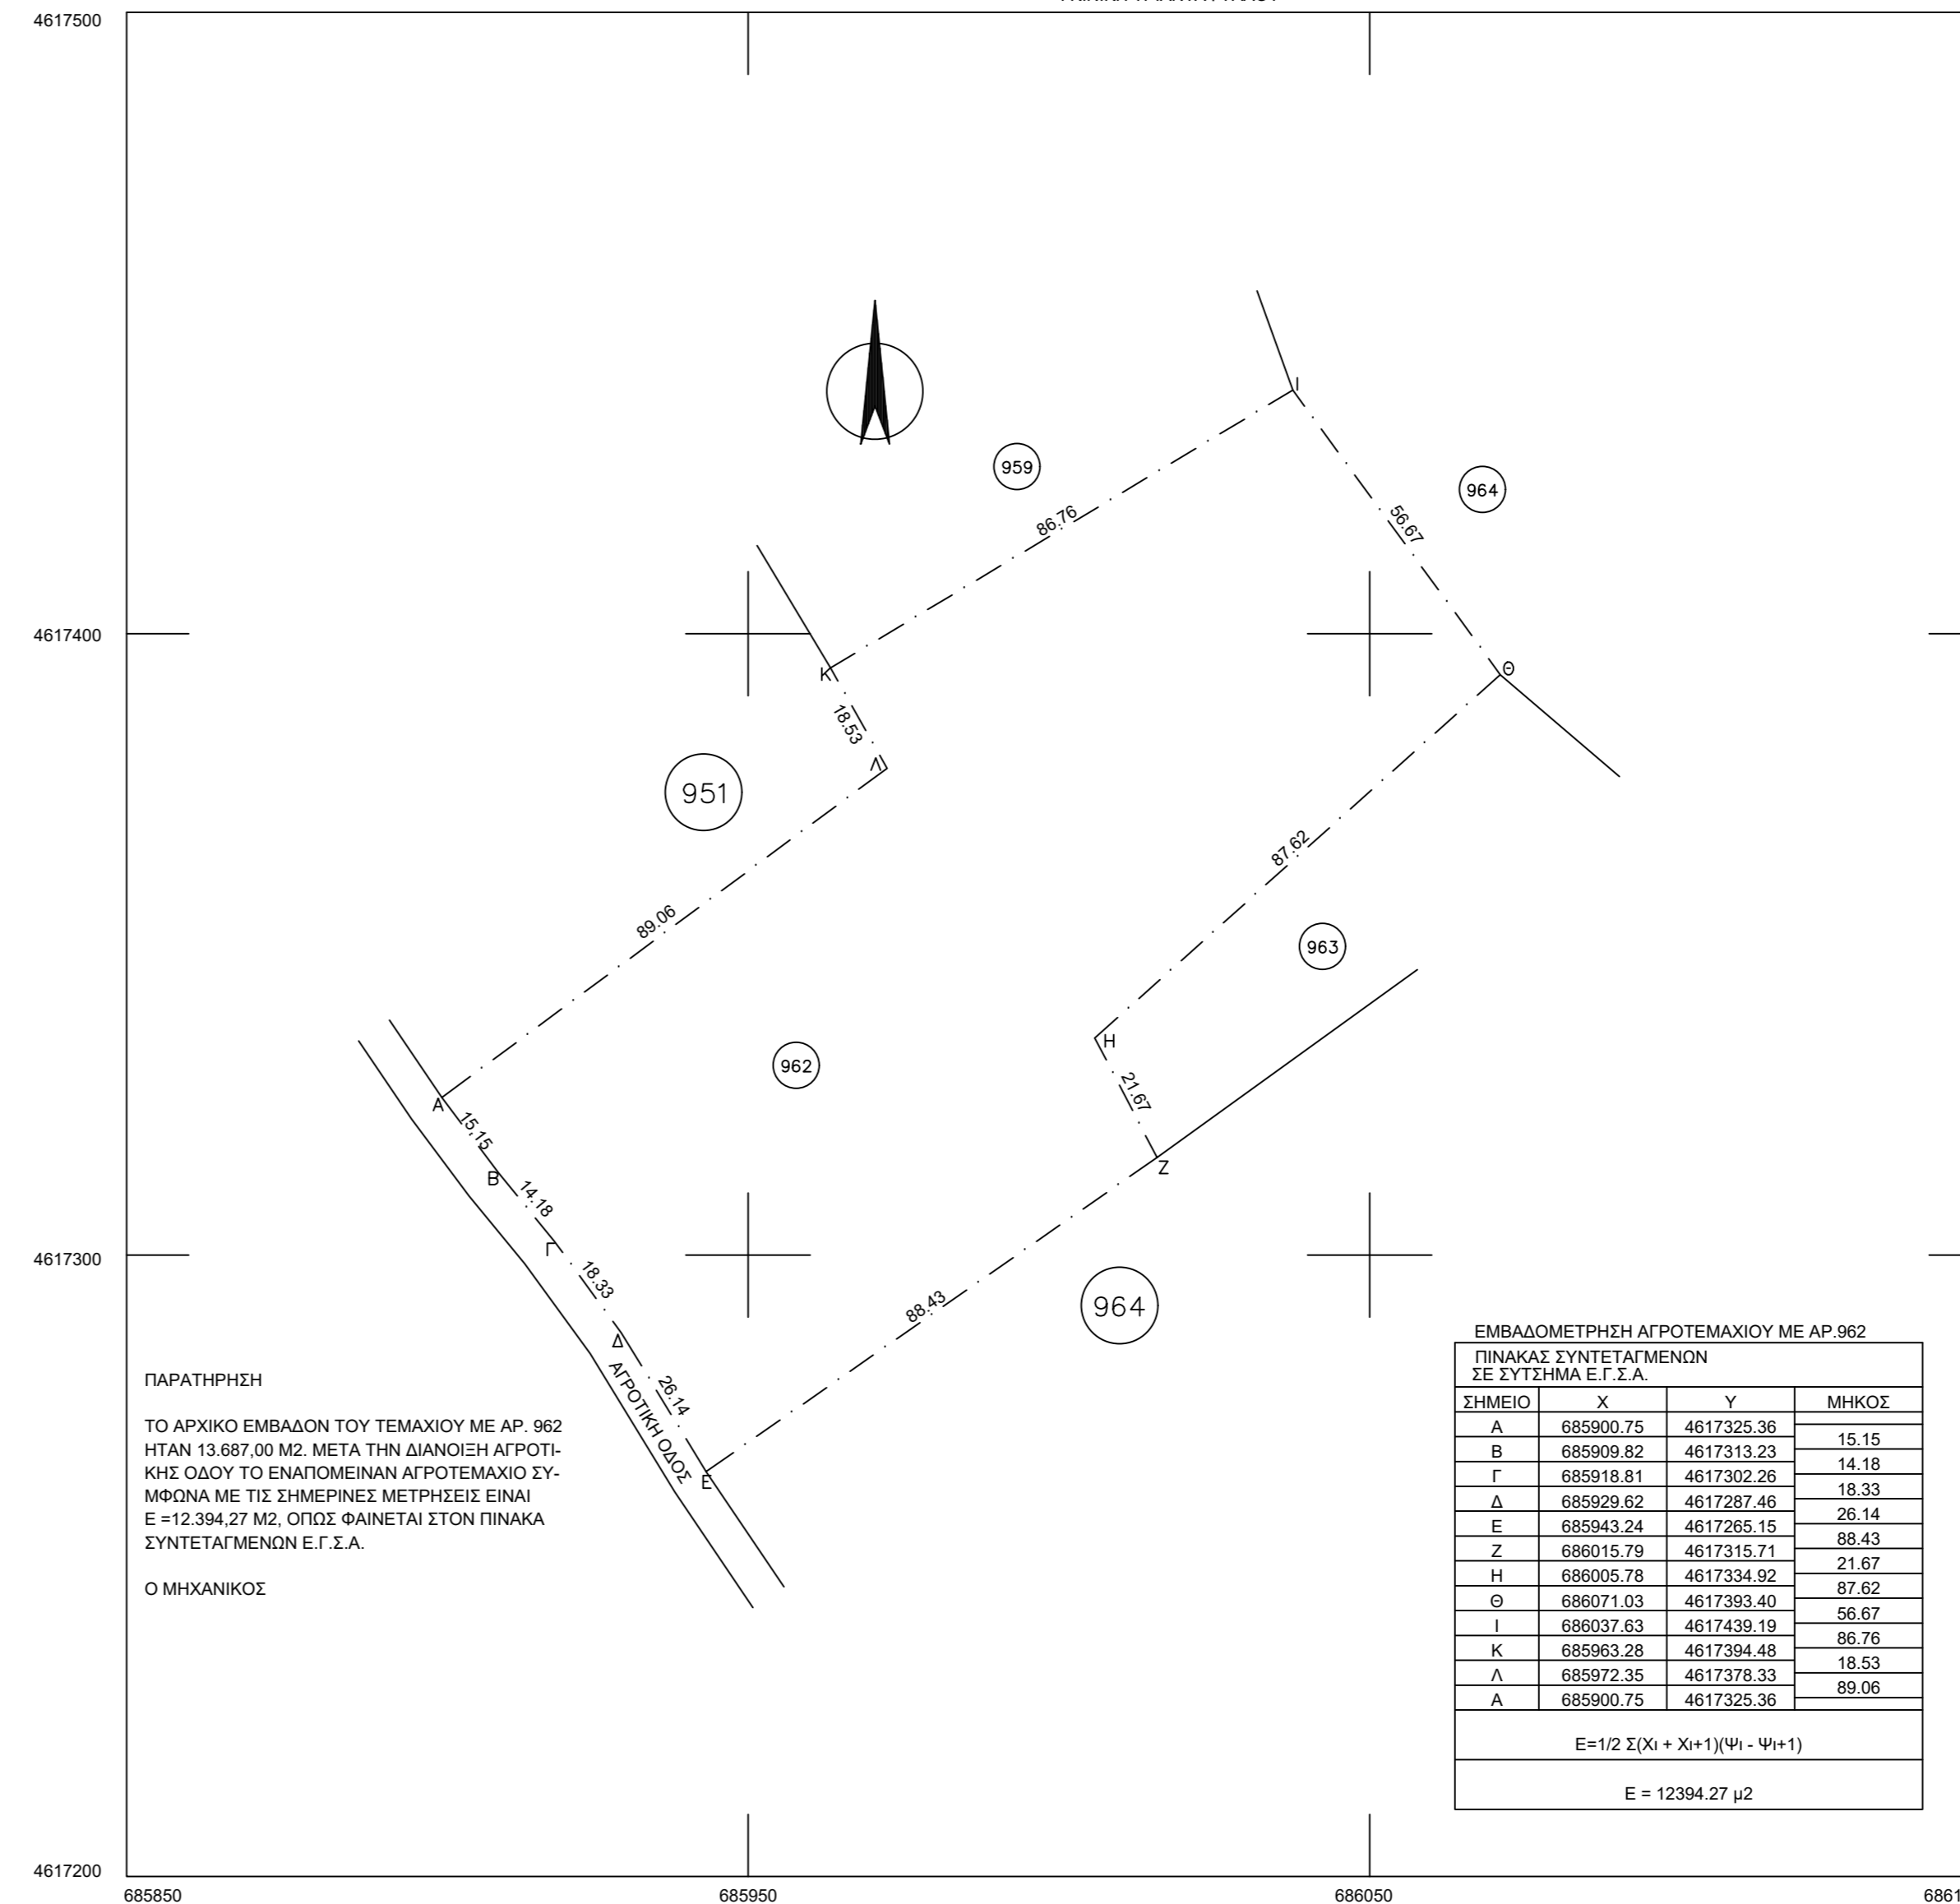 4617500
4617400
4617300
4617200
685850
685950
686050
Ι
959
964
86.76
56.67
Κ
Θ
18.53
Λ
951
87.62
89.06
963
Η
962
21.67
Α
15,15
Β
Ζ
14.18
Γ
18.33
88.43
964
Δ
ΑΓΡΟΤΙΚΗ ΟΔΟΣ
26.14
Ε
ΠΑΡΑΤΗΡΗΣΗ
ΤΟ ΑΡΧΙΚΟ ΕΜΒΑΔΟΝ ΤΟΥ ΤΕΜΑΧΙΟΥ ΜΕ ΑΡ. 962
ΗΤΑΝ 13.687,00 Μ2. ΜΕΤΑ ΤΗΝ ΔΙΑΝΟΙΞΗ ΑΓΡΟΤΙ-
ΚΗΣ ΟΔΟΥ ΤΟ ΕΝΑΠΟΜΕΙΝΑΝ ΑΓΡΟΤΕΜΑΧΙΟ ΣΥ-
ΜΦΩΝΑ ΜΕ ΤΙΣ ΣΗΜΕΡΙΝΕΣ ΜΕΤΡΗΣΕΙΣ ΕΙΝΑΙ
Ε =12.394,27 Μ2, ΟΠΩΣ ΦΑΙΝΕΤΑΙ ΣΤΟΝ ΠΙΝΑΚΑ
ΣΥΝΤΕΤΑΓΜΕΝΩΝ Ε.Γ.Σ.Α.
Ο ΜΗΧΑΝΙΚΟΣ
ΕΜΒΑΔΟΜΕΤΡΗΣΗ ΑΓΡΟΤΕΜΑΧΙΟΥ ΜΕ ΑΡ.962
ΠΙΝΑΚΑΣ ΣΥΝΤΕΤΑΓΜΕΝΩΝ
ΣΕ ΣΥΤΣΗΜΑ Ε.Γ.Σ.Α.
ΣΗΜΕΙΟ Χ Υ ΜΗΚΟΣ
Α 685900.75 4617325.36
15.15
Β 685909.82 4617313.23
14.18
Γ 685918.81 4617302.26
18.33
Δ 685929.62 4617287.46
26.14
Ε 685943.24 4617265.15
88.43
Ζ 686015.79 4617315.71
21.67
Η 686005.78 4617334.92
87.62
Θ 686071.03 4617393.40
56.67
Ι 686037.63 4617439.19
86.76
Κ 685963.28 4617394.48
18.53
Λ 685972.35 4617378.33
89.06
Α 685900.75 4617325.36
Ε=1/2 Σ(Χι + Χι+1)(Ψι - Ψι+1)
Ε = 12394.27 μ2